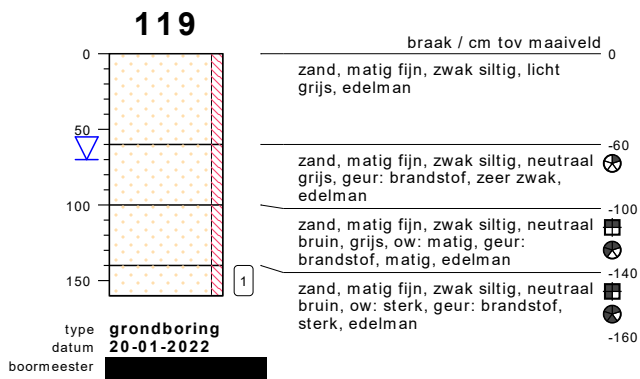 119
braak / cm tov maaiveld
0
0
zand, matig fijn, zwak siltig, licht
grijs, edelman
50
-60
zand, matig fijn, zwak siltig, neutraal
grijs, geur: brandstof, zeer zwak,
edelman
100
-100
zand, matig fijn, zwak siltig, neutraal
bruin, grijs, ow: matig, geur:
brandstof, matig, edelman
-140
150
1
zand, matig fijn, zwak siltig, neutraal
bruin, ow: sterk, geur: brandstof,
sterk, edelman
-160
type grondboring
datum 20-01-2022
boormeester